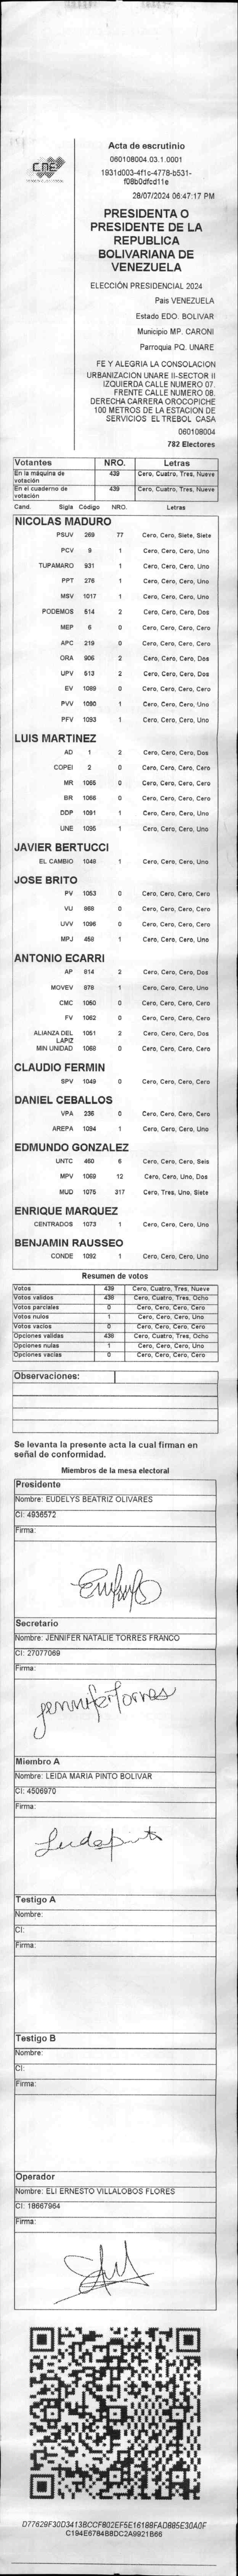 CNE
Acta de escrutinio
060108004.03.1.0001
1931d003-4f1c-4778-b531-
f08b0dfcd11e
28/07/2024 06:47:17 PM
PRESIDENTA O
PRESIDENTE DE LA
REPUBLICA
BOLIVARIANA DE
VENEZUELA
ELECCIÓN PRESIDENCIAL 2024
Pais VENEZUELA
Estado EDO. BOLIVAR
Municipio MP. CARONI
Parroquia PQ. UNARE
FE Y ALEGRIA LA CONSOLACION
URBANIZACION UNARE II-SECTOR II
IZQUIERDA CALLE NUMERO 07.
FRENTE CALLE NUMERO 08.
DERECHA CARRERA OROCOPICHE
100 METROS DE LA ESTACION DE
SERVICIOS EL TREBOL CASA
060108004
782 Electores
Votantes NRO. Letras
En la máquina de votación 439 Cero, Cuatro, Tres, Nueve
En el cuaderno de votación 439 Cero, Cuatro, Tres, Nueve
Cand. Sigla Código NRO. Letras
NICOLAS MADURO
PSUV 269 77 Cero, Cero, Siete, Siete
PCV 9 1 Cero, Cero, Cero, Uno
TUPAMARO 931 1 Cero, Cero, Cero, Uno
PPT 276 1 Cero, Cero, Cero, Uno
MSV 1017 1 Cero, Cero, Cero, Uno
PODEMOS 514 2 Cero, Cero, Cero, Dos
MEP 6 0 Cero, Cero, Cero, Cero
APC 219 0 Cero, Cero, Cero, Cero
ORA 906 2 Cero, Cero, Cero, Dos
UPV 513 2 Cero, Cero, Cero, Dos
EV 1089 0 Cero, Cero, Cero, Cero
PVV 1090 1 Cero, Cero, Cero, Uno
PFV 1093 1 Cero, Cero, Cero, Uno
LUIS MARTINEZ
AD 1 2 Cero, Cero, Cero, Dos
COPEI 2 0 Cero, Cero, Cero, Cero
MR 1065 0 Cero, Cero, Cero, Cero
BR 1066 0 Cero, Cero, Cero, Cero
DDP 1091 1 Cero, Cero, Cero, Uno
UNE 1095 1 Cero, Cero, Cero, Uno
JAVIER BERTUCCI
EL CAMBIO 1048 1 Cero, Cero, Cero, Uno
JOSE BRITO
PV 1053 0 Cero, Cero, Cero, Cero
VU 868 0 Cero, Cero, Cero, Cero
UVV 1096 0 Cero, Cero, Cero, Cero
MPJ 458 1 Cero, Cero, Cero, Uno
ANTONIO ECARRI
AP 814 2 Cero, Cero, Cero, Dos
MOVEV 878 1 Cero, Cero, Cero, Uno
CMC 1050 0 Cero, Cero, Cero, Cero
FV 1062 0 Cero, Cero, Cero, Cero
ALIANZA DEL LAPIZ 1051 2 Cero, Cero, Cero, Dos
MIN UNIDAD 1068 0 Cero, Cero, Cero, Cero
CLAUDIO FERMIN
SPV 1049 0 Cero, Cero, Cero, Cero
DANIEL CEBALLOS
VPA 236 0 Cero, Cero, Cero, Cero
AREPA 1094 1 Cero, Cero, Cero, Uno
EDMUNDO GONZALEZ
UNTC 460 6 Cero, Cero, Cero, Seis
MPV 1069 12 Cero, Cero, Uno, Dos
MUD 1075 317 Cero, Tres, Uno, Siete
ENRIQUE MARQUEZ
CENTRADOS 1073 1 Cero, Cero, Cero, Uno
BENJAMIN RAUSSEO
CONDE 1092 1 Cero, Cero, Cero, Uno
Resumen de votos
Votos 439 Cero, Cuatro, Tres, Nueve
Votos validos 438 Cero, Cuatro, Tres, Ocho
Votos parciales 0 Cero, Cero, Cero, Cero
Votos nulos 1 Cero, Cero, Cero, Uno
Votos vacios 0 Cero, Cero, Cero, Cero
Opciones validas 438 Cero, Cuatro, Tres, Ocho
Opciones nulas 1 Cero, Cero, Cero, Uno
Opciones vacias 0 Cero, Cero, Cero, Cero
Observaciones:
Se levanta la presente acta la cual firman en
señal de conformidad.
Miembros de la mesa electoral
Presidente
Nombre: EUDELYS BEATRIZ OLIVARES
CI: 4936572
Firma:
Secretario
Nombre: JENNIFER NATALIE TORRES FRANCO
CI: 27077069
Firma:
JenniferTorres
Miembro A
Nombre: LEIDA MARIA PINTO BOLIVAR
CI: 4506970
Firma:
Testigo A
Nombre:
CI:
Firma:
Testigo B
Nombre:
CI:
Firma:
Operador
Nombre: ELI ERNESTO VILLALOBOS FLORES
CI: 18667964
Firma:
D77629F30D3413BCCFB02EF5E16188FAD885E30A0F
C194E6784B8DC2A9921B66